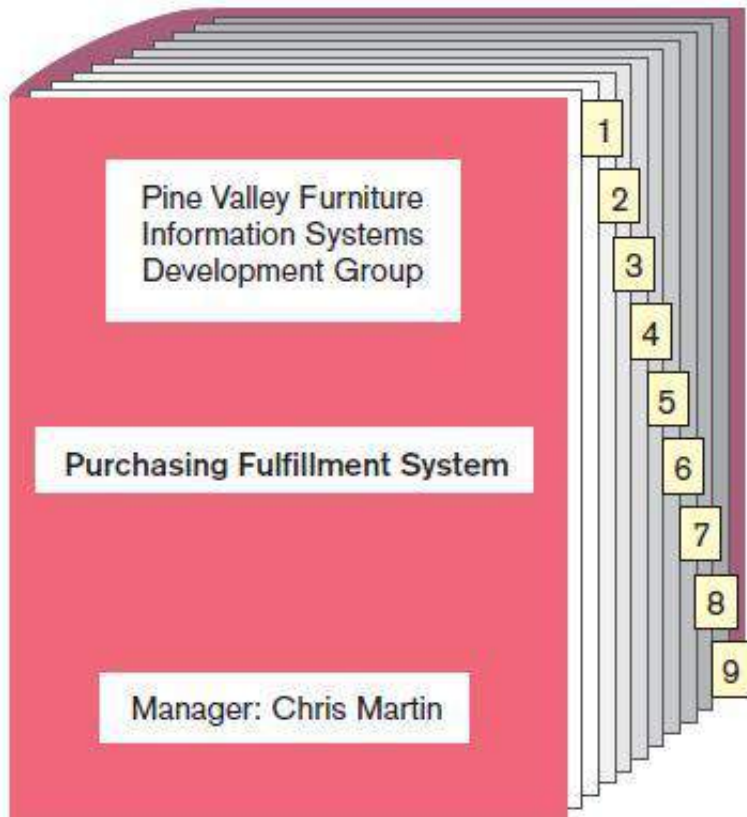 Pine Valley Furniture
Information Systems
Development Group
Purchasing Fulfillment System
Manager: Chris Martin
1
2
3
4
5
6
7
8
9